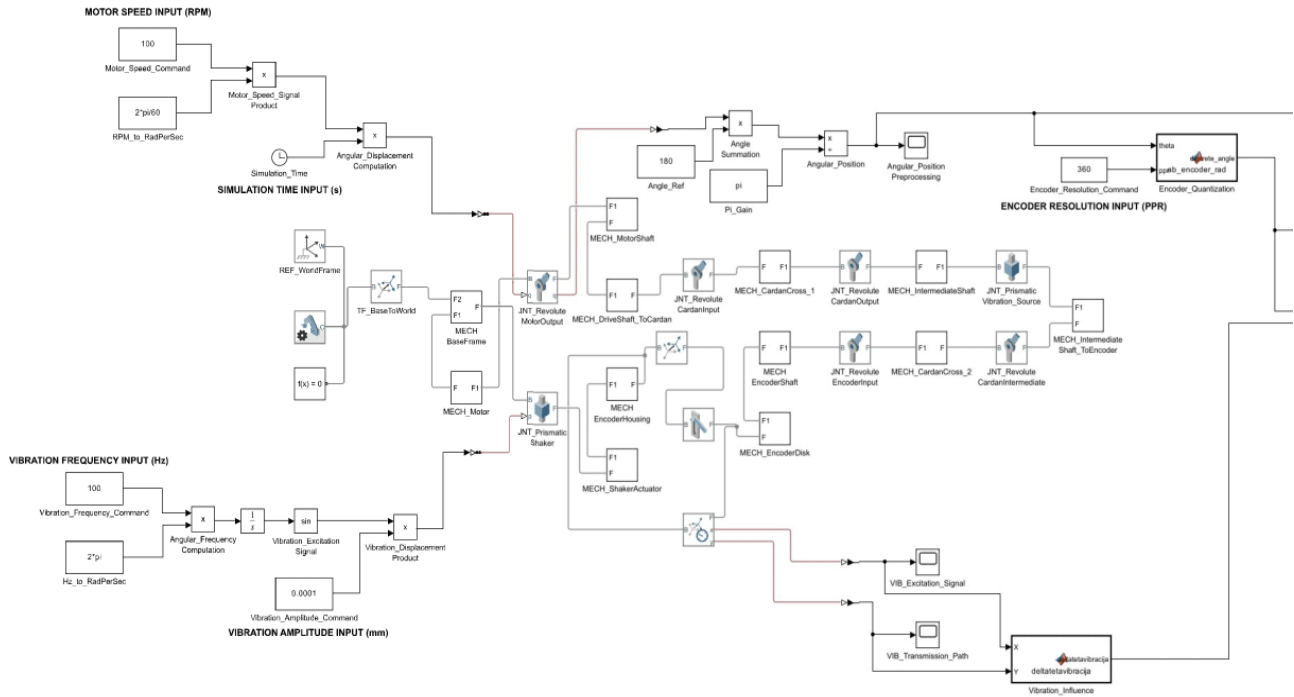 MOTOR SPEED INPUT (RPM)
100
Motor_Speed_Command
x
Motor_Speed_Signal
Product
2*pi/60
RPM_to_RadPerSec
x
Angular_Displacement
Computation
Simulation_Time
SIMULATION TIME INPUT (s)
x
Angle
Summation
180
Angle_Ref
x
÷
Angular_Position
pi
Pi_Gain
Angular_Position
Preprocessing
theta
360
Encoder_Resolution_Command
Encoder_Quantization
ENCODER RESOLUTION INPUT (PPR)
W
REF_WorldFrame
C
f(x) = 0
B
F
TF_BaseToWorld
F2
F1
F
MECH
BaseFrame
F
F1
MECH_Motor
B
F
JNT_Revolute
MotorOutput
F1
F
MECH_MotorShaft
F1
F
MECH_DriveShaft_ToCardan
B
F
JNT_Revolute
CardanInput
F
F1
MECH_CardanCross_1
B
F
JNT_Revolute
CardanOutput
F
F1
MECH_IntermediateShaft
B
F
JNT_Prismatic
Vibration_Source
F1
F
MECH_Intermediate
Shaft_ToEncoder
B
F
JNT_Prismatic
Shaker
F1
F
MECH
EncoderHousing
F1
F
MECH_ShakerActuator
B
F
B
F
F
F1
MECH
EncoderShaft
B
F
JNT_Revolute
EncoderInput
F
F1
MECH_CardanCross_2
B
F
JNT_Revolute
CardanIntermediate
F1
F
MECH_EncoderDisk
B
F
VIBRATION FREQUENCY INPUT (Hz)
100
Vibration_Frequency_Command
2*pi
Hz_to_RadPerSec
x
Angular_Frequency
Computation
1
s
sin
Vibration_Excitation
Signal
x
Vibration_Displacement
Product
0.0001
Vibration_Amplitude_Command
VIBRATION AMPLITUDE INPUT (mm)
VIB_Excitation_Signal
VIB_Transmission_Path
X
Y
deltatetavibracija
Vibration_Influence